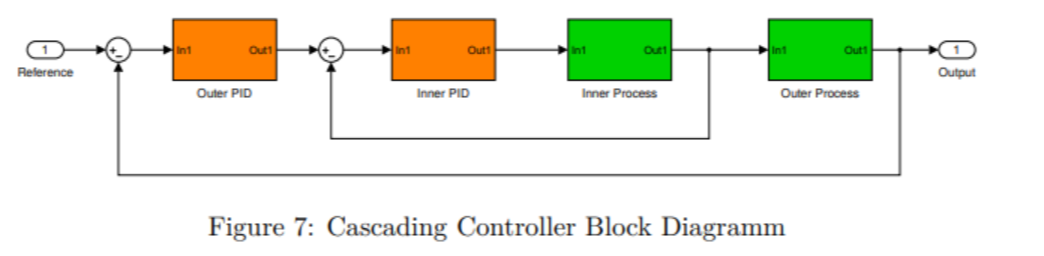 1 + - In1 Out1 + - In1 Out1 In1 Out1 In1 Out1 1
Reference Outer PID Inner PID Inner Process Outer Process Output
Figure 7: Cascading Controller Block Diagramm